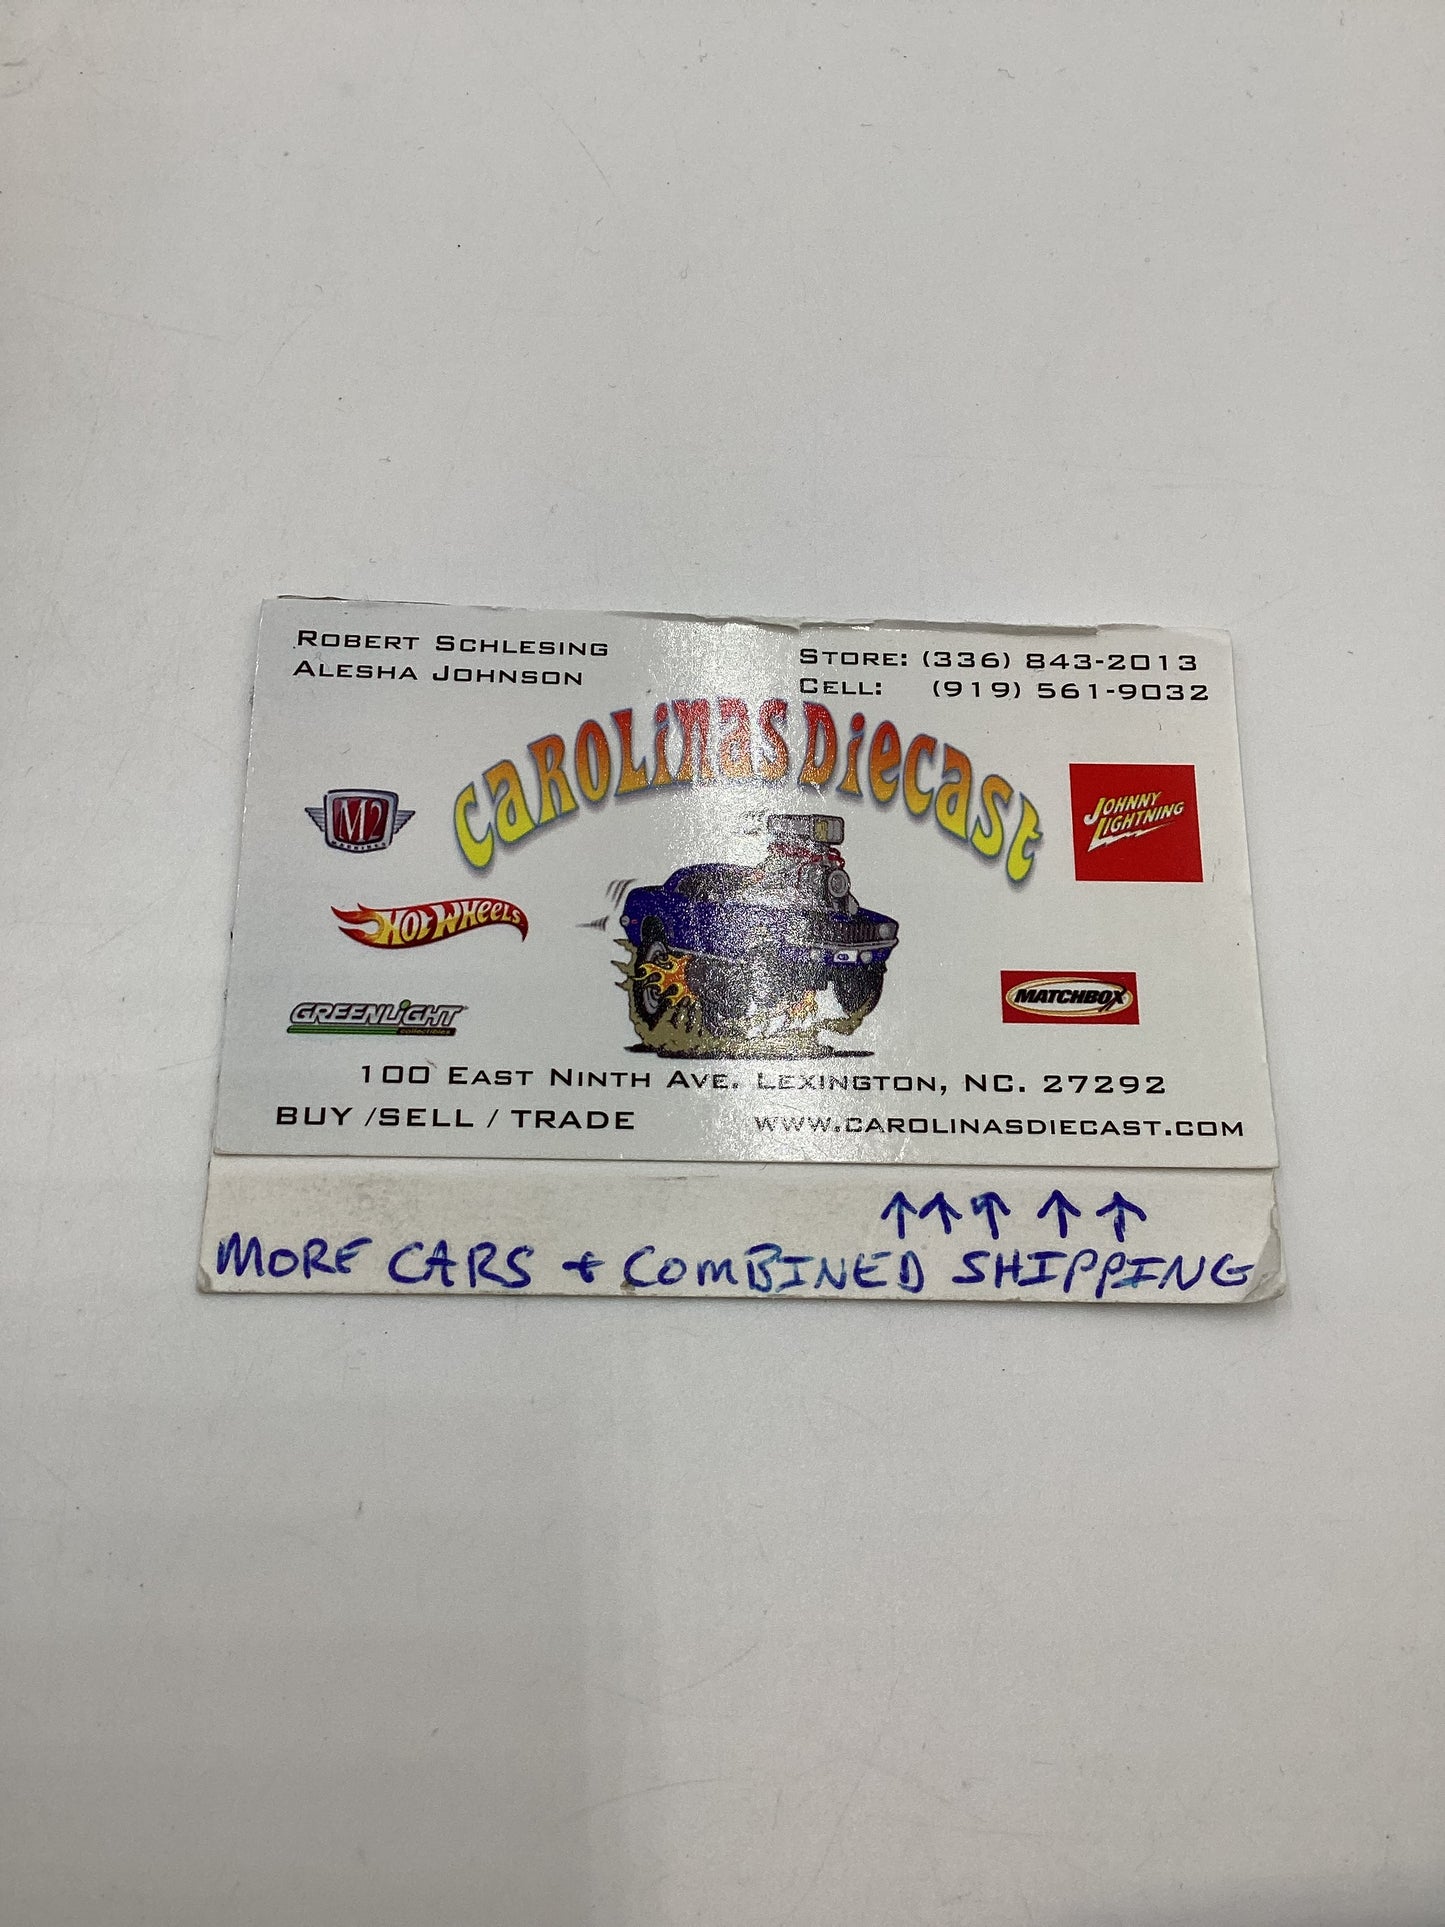 ROBERT SCHLESING
ALESHA JOHNSON
STORE: (336) 843-2013
CELL: (919) 561-9032
CAROLINAS DIECAST
M2
MACHINES
JOHNNY
LIGHTNING
HOT WHEELS
GREENLIGHT
collectibles
MATCHBOX
100 EAST NINTH AVE. LEXINGTON, NC. 27292
BUY /SELL / TRADE
WWW.CAROLINASDIECAST.COM
↑↑↑↑↑
MORE CARS + COMBINED SHIPPING